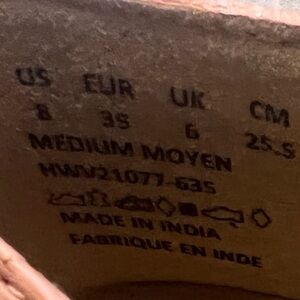 US EUR UK CM
8 39 6 25.5
MEDIUM MOYEN
HWV21077-635
MADE IN INDIA
FABRIQUE EN INDE